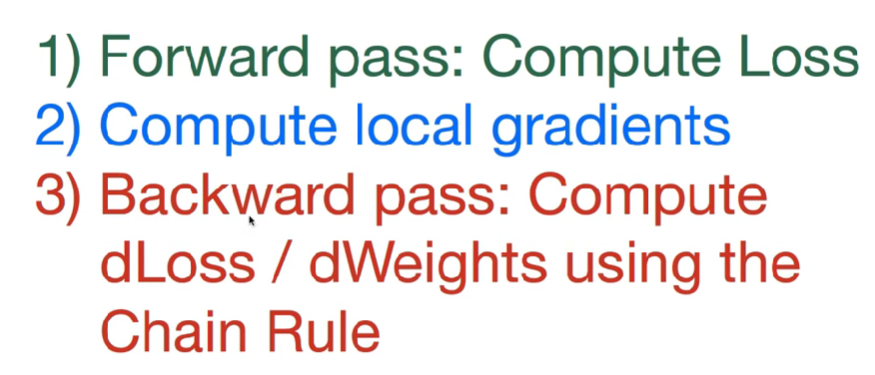 1) Forward pass: Compute Loss
2) Compute local gradients
3) Backward pass: Compute
dLoss / dWeights using the
Chain Rule